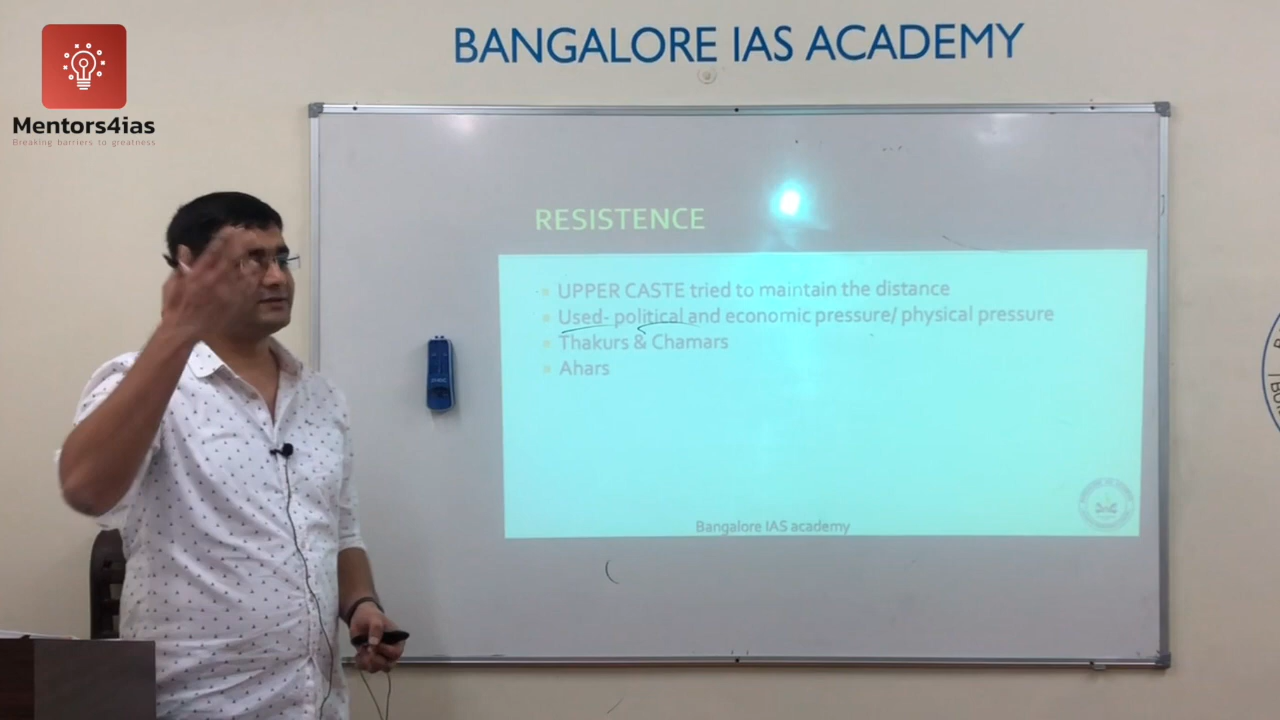 BANGALORE IAS ACADEMY
Mentors4ias
Breaking barriers to greatness
RESISTENCE
UPPER CASTE tried to maintain the distance
Used- political and economic pressure/ physical pressure
Thakurs & Chamars
Ahars
Bangalore IAS academy